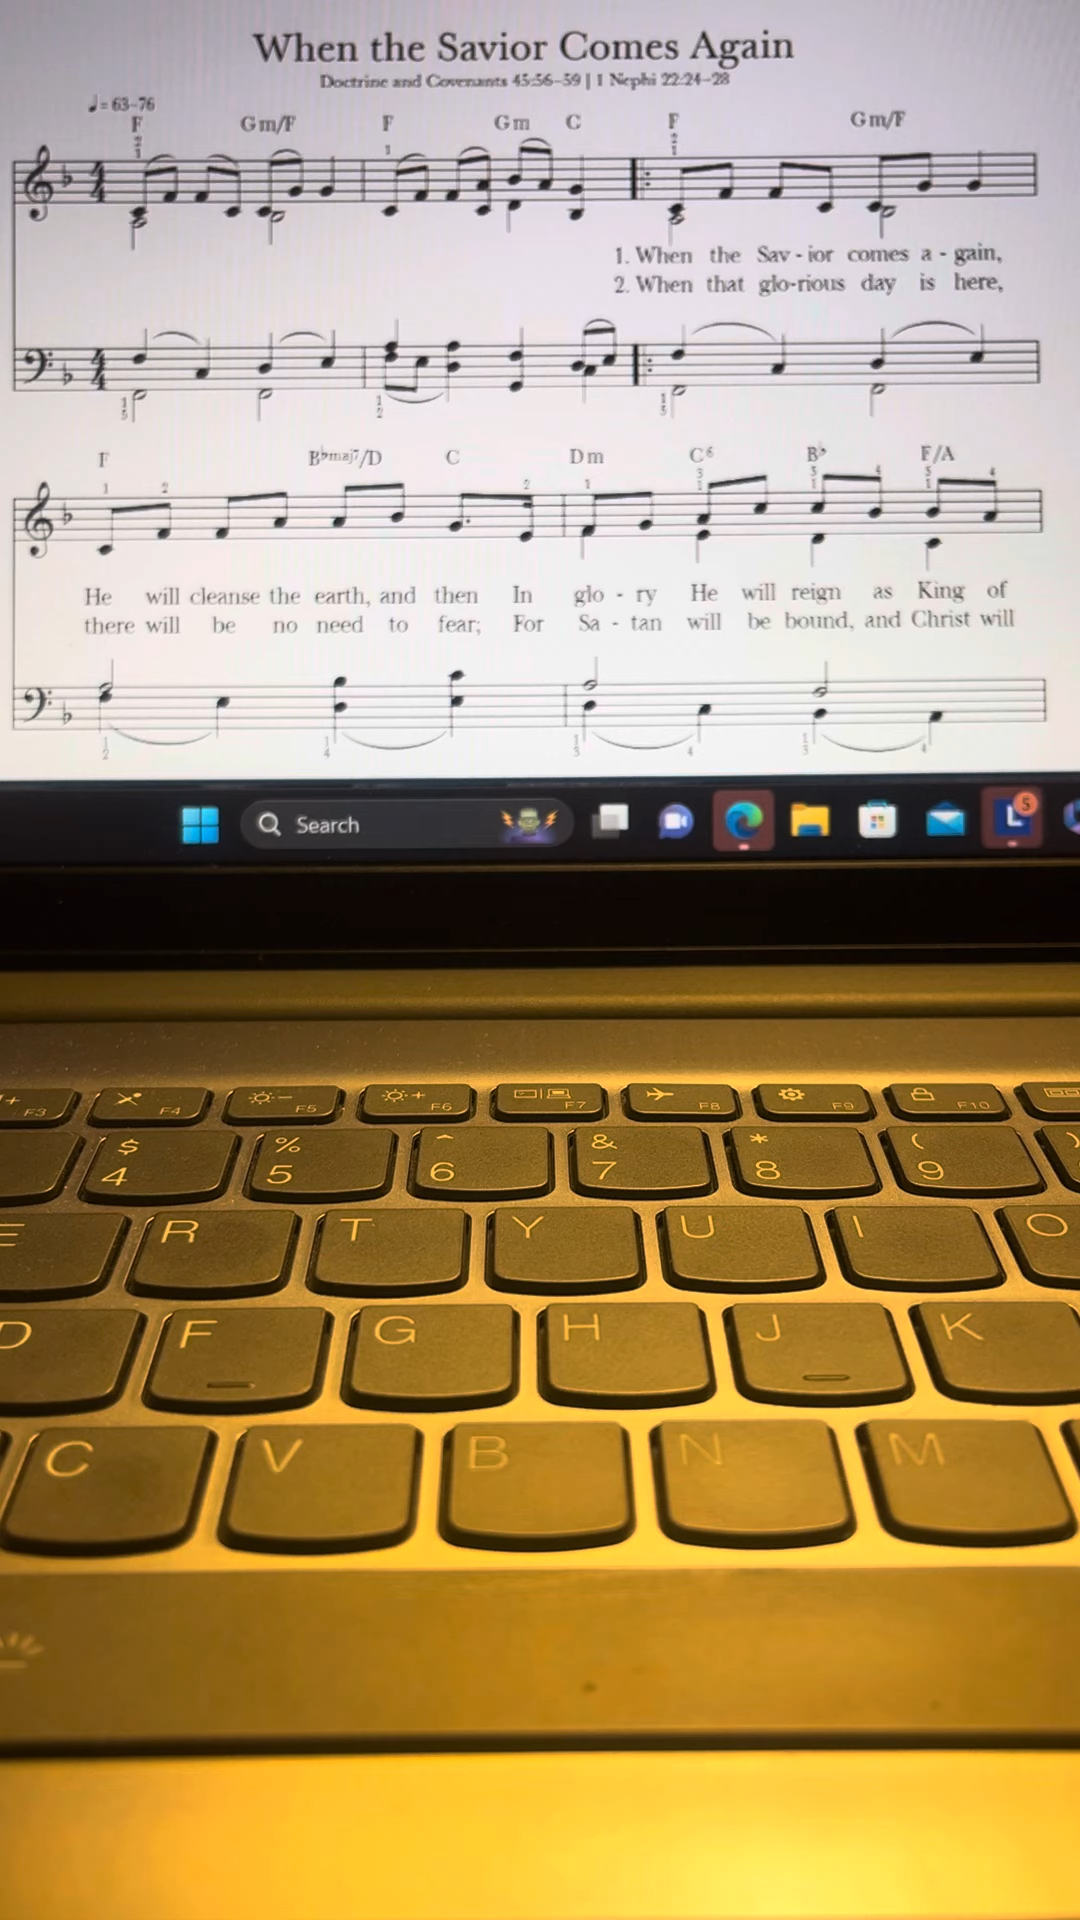 When the Savior Comes Again
Doctrine and Covenants 45:56–59 | 1 Nephi 22:24–28
♩= 63–76
F Gm/F F Gm C F Gm/F
1. When the Sav - ior comes a - gain,
2. When that glo-rious day is here,
F B♭maj7/D C Dm C6 B♭ F/A
He will cleanse the earth, and then In glo - ry He will reign as King of
there will be no need to fear; For Sa - tan will be bound, and Christ will
Search
5
L
F3 F4 F5 F6 F7 F8 F9 F10
$ % ^ & * ( )
4 5 6 7 8 9
E R T Y U I O
D F G H J K
C V B N M